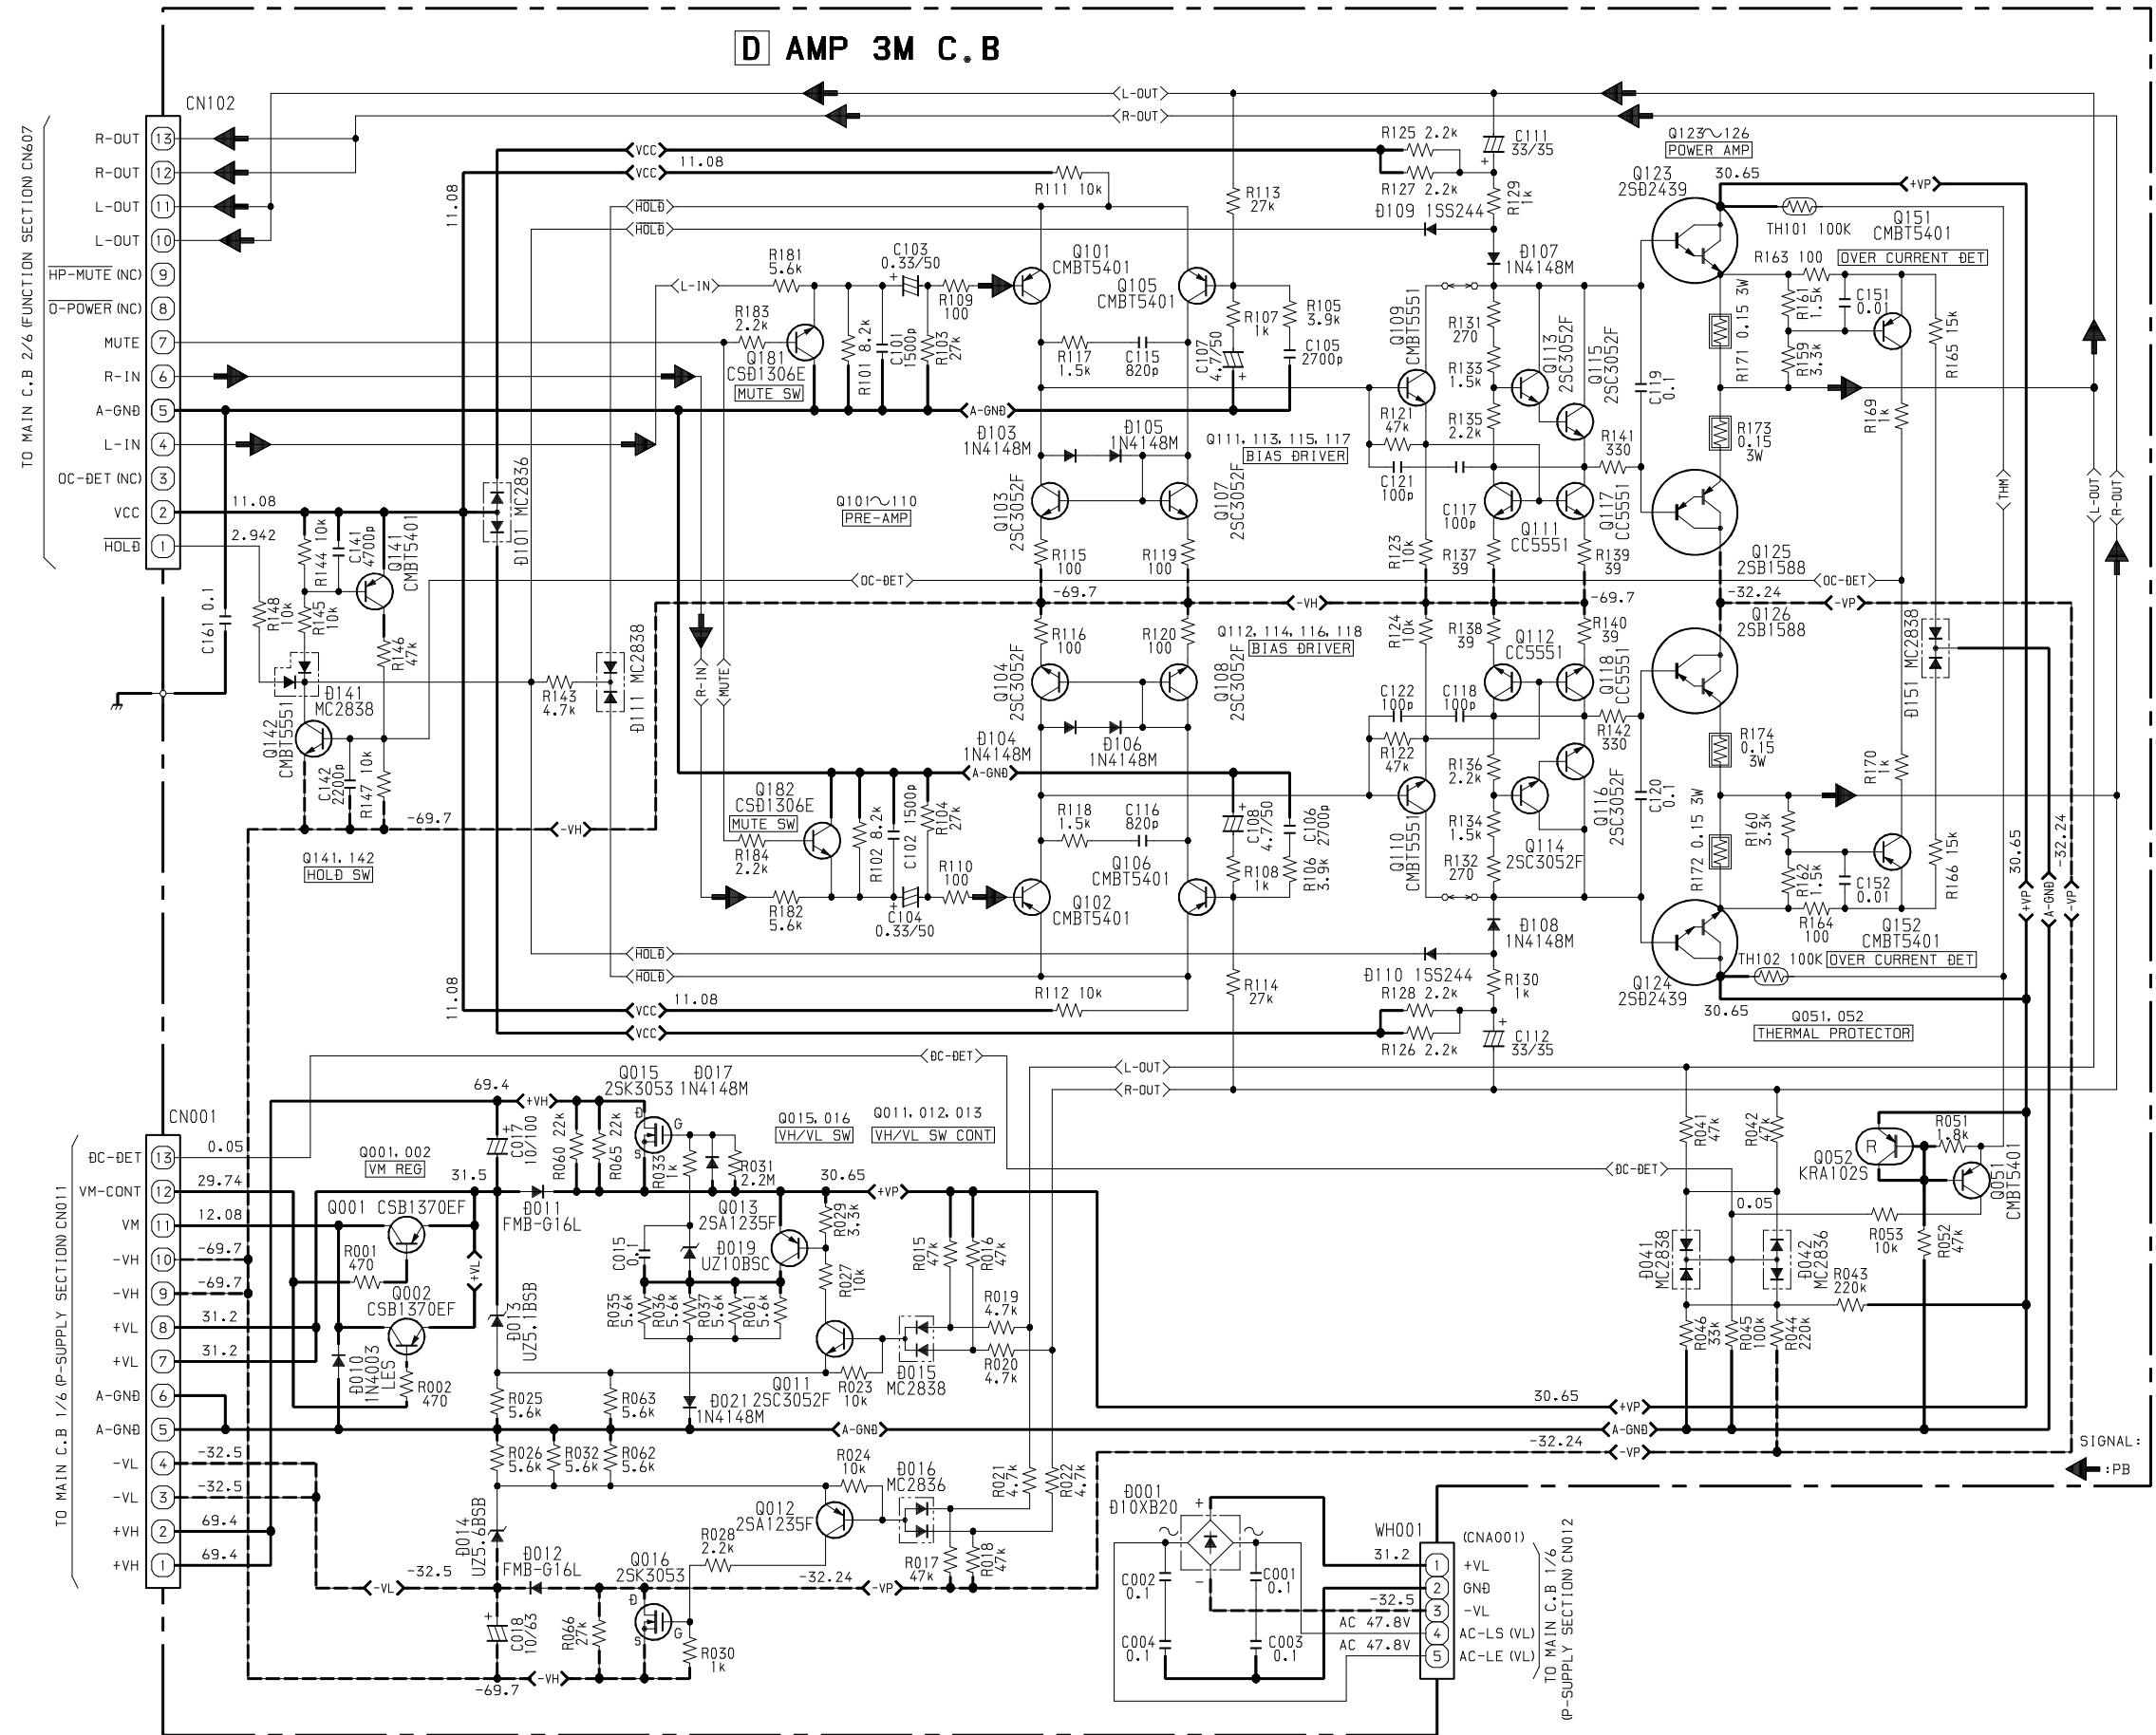 D AMP 3M C.B
CN102
TO MAIN C.B 2/6 (FUNCTION SECTION) CN607
R-OUT 13
R-OUT 12
L-OUT 11
L-OUT 10
HP-MUTE (NC) 9
O-POWER (NC) 8
MUTE 7
R-IN 6
A-GND 5
L-IN 4
OC-DET (NC) 3
VCC 2 11.08
HOLD 1 2.942
L-OUT
R-OUT
VCC
VCC 11.08
11.08
R111 10k
HOLD
HOLD
R125 2.2k
R127 2.2k
C111 33/35
R129 1k
D109 1SS244
R113 27k
Q123~126
POWER AMP
Q123 2SD2439
30.65
+VP
TH101 100K
Q151 CMBT5401
OVER CURRENT DET
R163 100
R161 1.5k
C151 0.01
R159 3.3k
R165 15k
R171 0.15 3W
R169 1k
R173 0.15 3W
L-IN
R181 5.6k
C103 0.33/50
R109 100
R183 2.2k
Q181 CSD1306E
MUTE SW
R101 8.2k
C101 1500p
R103 27k
A-GND
Q101 CMBT5401
Q105 CMBT5401
R107 1k
R105 3.9k
C107 4.7/50
C105 2700p
R117 1.5k
C115 820p
D107 1N4148M
Q109 CMBT5551
R131 270
R133 1.5k
R135 2.2k
Q113 2SC3052F
Q115 2SC3052F
C119 0.1
R121 47k
R141 330
C121 100p
C117 100p
Q111 CC5551
Q117 CC5551
D103 1N4148M
D105 1N4148M
Q111, 113, 115, 117
BIAS DRIVER
Q101~110
PRE-AMP
Q103 2SC3052F
Q107 2SC3052F
R115 100
R119 100
R123 10k
R137 39
R139 39
Q125 2SB1588
THM
L-OUT
R-OUT
OC-DET
OC-DET
-69.7
-VH
-69.7
-32.24
-VP
D101 MC2836
R144 10k
C141 4700p
Q141 CMBT5401
C161 0.1
R148 10k
R145 10k
R146 47k
D141 MC2838
Q142 CMBT5551
C142 2200p
R147 10k
Q141, 142
HOLD SW
-69.7
-VH
R143 4.7k
D111 MC2838
R-IN
MUTE
R116 100
R120 100
Q112, 114, 116, 118
BIAS DRIVER
R124 10k
R138 39
Q112 CC5551
R140 39
Q126 2SB1588
Q104 2SC3052F
Q108 2SC3052F
Q118 CC5551
C122 100p
C118 100p
R142 330
R122 47k
D104 1N4148M
D106 1N4148M
A-GND
Q182 CSD1306E
MUTE SW
R184 2.2k
R102 8.2k
C102 1500p
R104 27k
R110 100
R182 5.6k
C104 0.33/50
R118 1.5k
C116 820p
Q106 CMBT5401
Q102 CMBT5401
C108 4.7/50
C106 2700p
R108 1k
R106 3.9k
Q110 CMBT5551
R136 2.2k
R134 1.5k
R132 270
Q114 2SC3052F
Q116 2SC3052F
C120 0.1
R174 0.15 3W
R172 0.15 3W
R160 3.3k
R162 1.5k
R164 100
C152 0.01
R170 1k
R166 15k
D151 MC2838
Q152 CMBT5401
OVER CURRENT DET
TH102 100K
Q124 2SD2439
30.65
30.65
+VP
A-GND
-VP
-32.24
D108 1N4148M
D110 1SS244
R130 1k
R128 2.2k
R126 2.2k
C112 33/35
R114 27k
HOLD
HOLD
R112 10k
11.08
VCC 11.08
VCC
Q051, 052
THERMAL PROTECTOR
DC-DET
L-OUT
R-OUT
CN001
TO MAIN C.B 1/6 (P-SUPPLY SECTION) CN011
DC-DET 13 0.05
VM-CONT 12 29.74
VM 11 12.08
-VH 10 -69.7
-VH 9 -69.7
+VL 8 31.2
+VL 7 31.2
A-GND 6
A-GND 5
-VL 4 -32.5
-VL 3 -32.5
+VH 2 69.4
+VH 1 69.4
Q001, 002
VM REG
Q001 CSB1370EF
R001 470
Q002 CSB1370EF
R002 470
D010 1N4003 LES
+VL
31.5
69.4
+VH
C017 10/100
R060 22k
R065 22k
Q015 2SK3053
D G S
D017 1N4148M
R033 1k
R031 2.2M
Q015, 016
VH/VL SW
Q011, 012, 013
VH/VL SW CONT
D011 FMB-G16L
30.65
+VP
Q013 2SA1235F
R029 3.3k
C015 0.1
D019 UZ10BSC
R027 10k
R015 47k
R016 47k
D013 UZ5.1BSB
R035 5.6k
R036 5.6k
R037 5.6k
R061 5.6k
R019 4.7k
R020 4.7k
D015 MC2838
Q011 2SC3052F
R023 10k
R025 5.6k
R063 5.6k
D021 1N4148M
A-GND
R026 5.6k
R032 5.6k
R062 5.6k
R024 10k
D016 MC2836
R021 4.7k
R022 4.7k
D014 UZ5.6BSB
Q012 2SA1235F
R028 2.2k
D012 FMB-G16L
Q016 2SK3053
D G S
R017 47k
R018 47k
-VL
-32.5
-32.24
-VP
C018 10/63
R066 27k
R030 1k
-69.7
-VH
R041 47k
R042 47k
DC-DET
0.05
D041 MC2838
D042 MC2836
R043 220k
R046 33k
R045 100k
R044 220k
R
Q052 KRA102S
R051 1.8k
Q051 CMBT5401
R053 10k
R052 47k
30.65
+VP
A-GND
-32.24
-VP
SIGNAL:
:PB
D001 D10XB20
+
-
C002 0.1
C001 0.1
C004 0.1
C003 0.1
WH001
(CNA001)
31.2 1 +VL
2 GND
-32.5 3 -VL
AC 47.8V 4 AC-LS (VL)
AC 47.8V 5 AC-LE (VL)
TO MAIN C.B 1/6
(P-SUPPLY SECTION) CN012